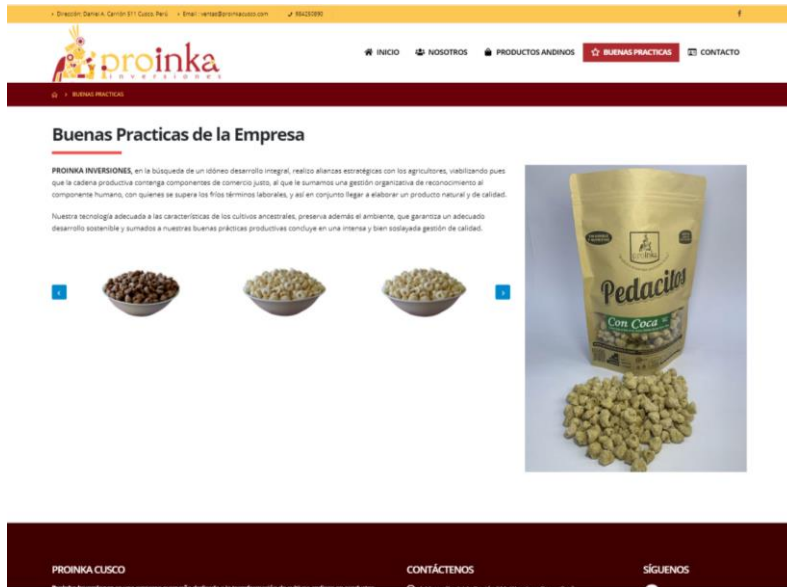 Dirección: Daniel A. Carrión 511 Cusco, Perú. Email: ventas@proinkacusco.com
proinka
inversiones
INICIO NOSOTROS PRODUCTOS ANDINOS BUENAS PRACTICAS CONTACTO
BUENAS PRACTICAS
Buenas Practicas de la Empresa
PROINKA INVERSIONES, en la búsqueda de un idóneo desarrollo integral, realizo alianzas estratégicas con los agricultores, viabilizando pues
que la cadena productiva contenga componentes de comercio justo, al que le sumamos una gestión organizativa de reconocimiento al
componente humano, con quienes se supera los fríos términos laborales, y así en conjunto llegar a elaborar un producto natural y de calidad.
Nuestra tecnología adecuada a las características de los cultivos ancestrales, preserva además el ambiente, que garantiza un adecuado
desarrollo sostenible y sumados a nuestras buenas prácticas productivas concluye en una intensa y bien soslayada gestión de calidad.
proinka
Pedacitos
Con Coca
PROINKA CUSCO CONTÁCTENOS SÍGUENOS